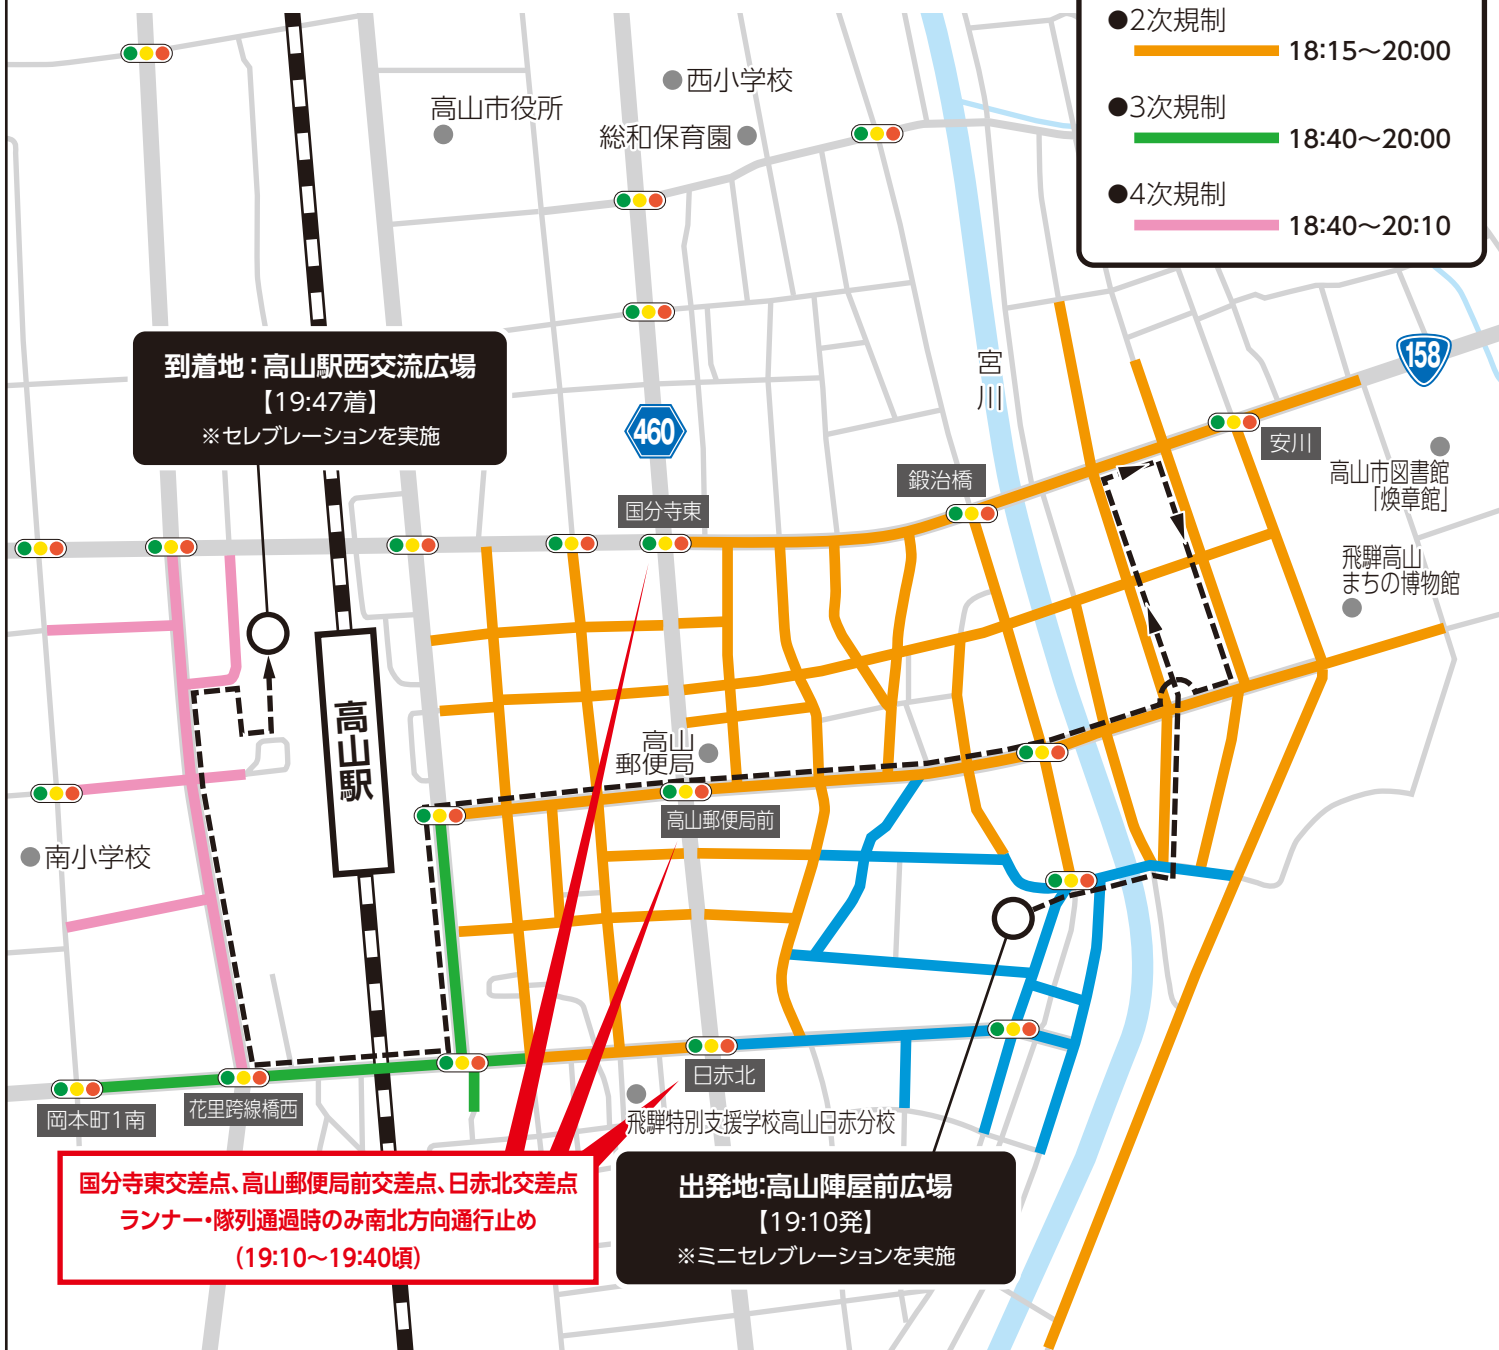 ●2次規制
18:15～20:00
●3次規制
18:40～20:00
●4次規制
18:40～20:10
西小学校
高山市役所
総和保育園
到着地：高山駅西交流広場
【19:47着】
※セレブレーションを実施
宮川
158
460
安川
高山市図書館
「煥章館」
鍛治橋
国分寺東
飛騨高山
まちの博物館
高山駅
高山
郵便局
高山郵便局前
南小学校
日赤北
岡本町1南
花里跨線橋西
飛騨特別支援学校高山日赤分校
国分寺東交差点、高山郵便局前交差点、日赤北交差点
ランナー・隊列通過時のみ南北方向通行止め
(19:10～19:40頃)
出発地:高山陣屋前広場
【19:10発】
※ミニセレブレーションを実施